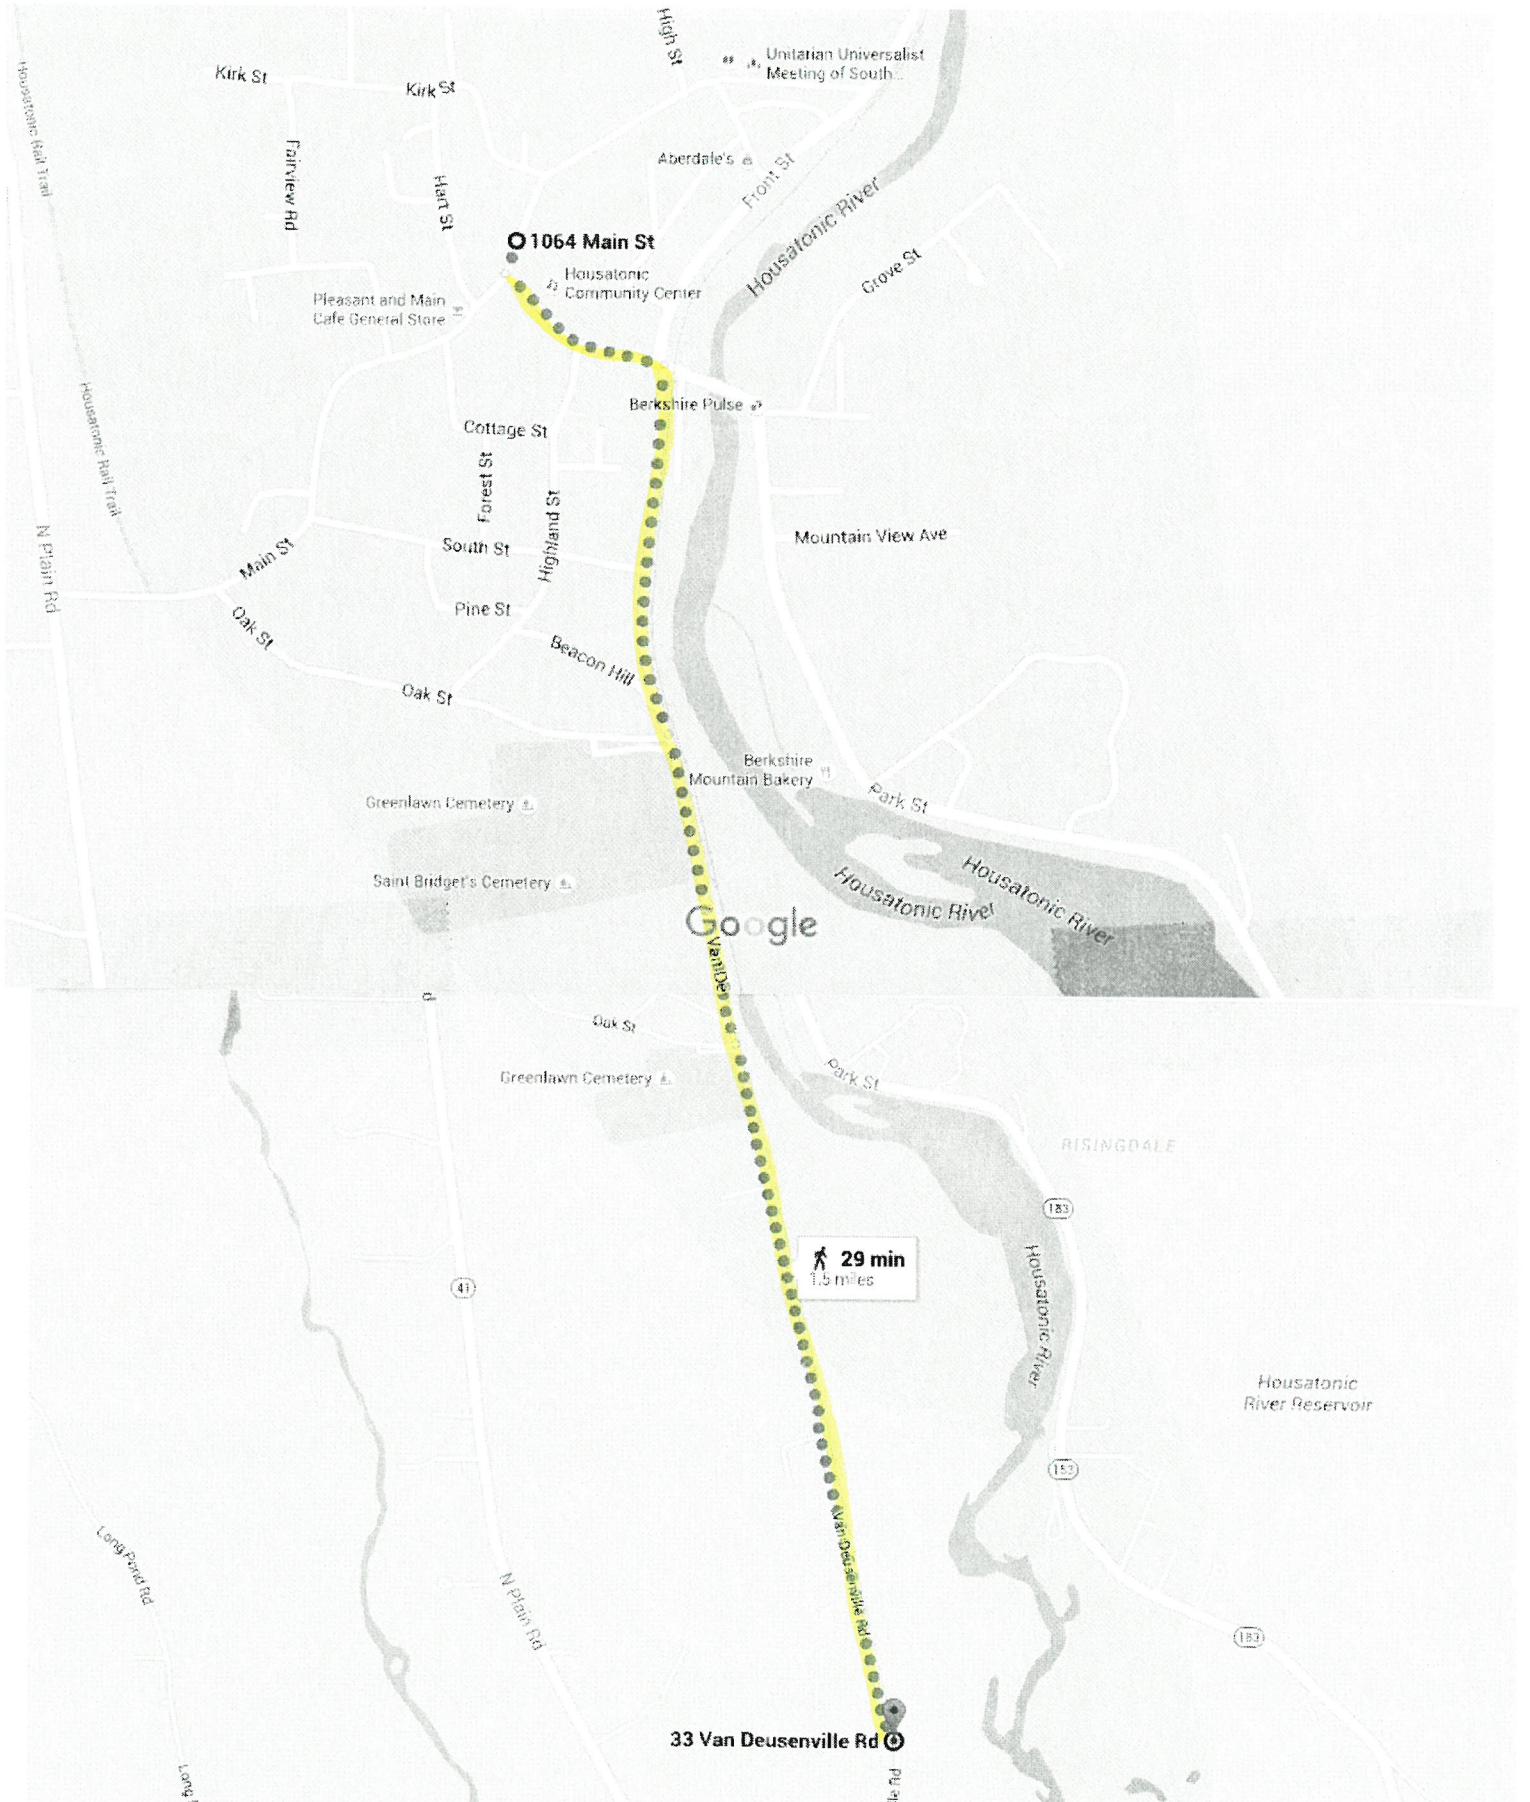 High St
Unitarian Universalist
Meeting of South...
Kirk St
Kirk St
Housatonic Rail Trail
Fairview Rd
Hart St
Aberdale's
Front St
Housatonic River
1064 Main St
Grove St
Housatonic
Community Center
Pleasant and Main
Cafe General Store
Berkshire Pulse
Housatonic Rail Trail
Cottage St
Forest St
Highland St
N Plain Rd
Main St
South St
Mountain View Ave
Pine St
Oak St
Beacon Hill
Oak St
Berkshire
Mountain Bakery
Park St
Greenlawn Cemetery
Saint Bridget's Cemetery
Housatonic River
Housatonic River
Google
Van De
d
Oak St
Greenlawn Cemetery
Park St
RISINGDALE
183
29 min
1.5 miles
41
Housatonic River
Housatonic
River Reservoir
183
Long Pond Rd
Van Deusenville Rd
N Plain Rd
183
33 Van Deusenville Rd
Long